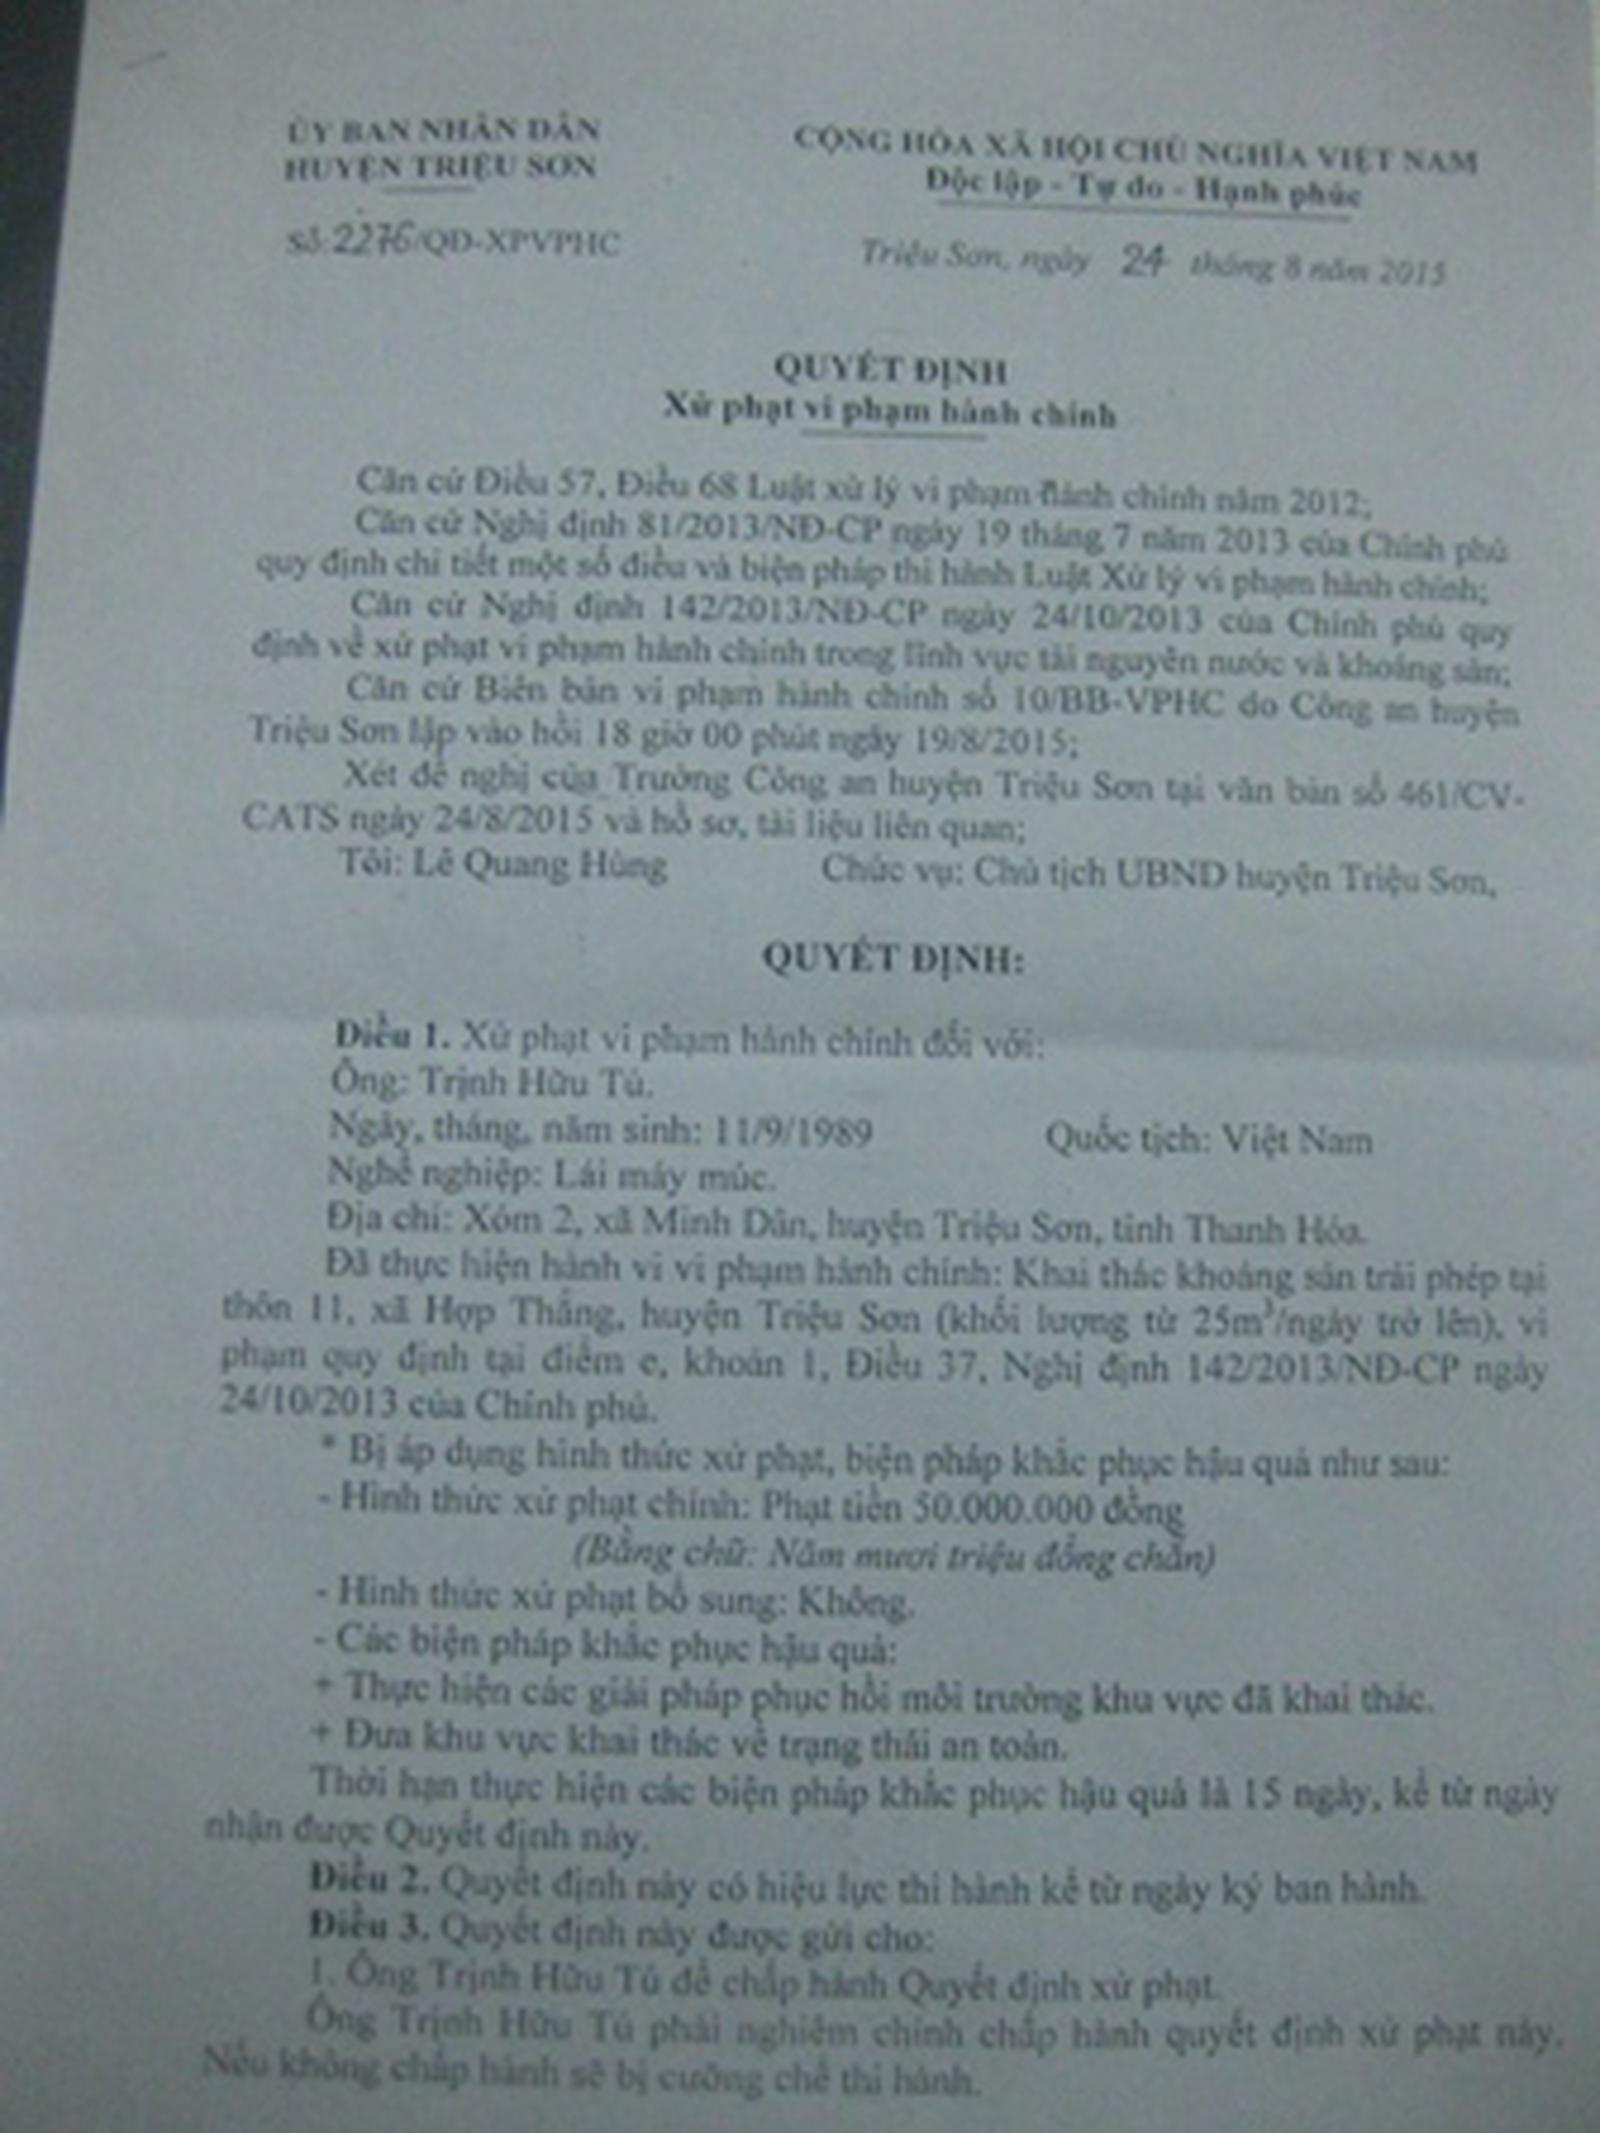 ỦY BAN NHÂN DÂN
HUYỆN TRIỆU SƠN
CỘNG HÒA XÃ HỘI CHỦ NGHĨA VIỆT NAM
Độc lập - Tự do - Hạnh phúc
Số: 2276/QĐ-XPVPHC
Triệu Sơn, ngày 24 tháng 8 năm 2015
QUYẾT ĐỊNH
Xử phạt vi phạm hành chính
Căn cứ Điều 57, Điều 68 Luật xử lý vi phạm hành chính năm 2012;
Căn cứ Nghị định 81/2013/NĐ-CP ngày 19 tháng 7 năm 2013 của Chính phủ
quy định chi tiết một số điều và biện pháp thi hành Luật Xử lý vi phạm hành chính;
Căn cứ Nghị định 142/2013/NĐ-CP ngày 24/10/2013 của Chính phủ quy
định về xử phạt vi phạm hành chính trong lĩnh vực tài nguyên nước và khoáng sản;
Căn cứ Biên bản vi phạm hành chính số 10/BB-VPHC do Công an huyện
Triệu Sơn lập vào hồi 18 giờ 00 phút ngày 19/8/2015;
Xét đề nghị của Trưởng Công an huyện Triệu Sơn tại văn bản số 461/CV-
CATS ngày 24/8/2015 và hồ sơ, tài liệu liên quan;
Tôi: Lê Quang Hùng Chức vụ: Chủ tịch UBND huyện Triệu Sơn,
QUYẾT ĐỊNH:
Điều 1. Xử phạt vi phạm hành chính đối với:
Ông: Trịnh Hữu Tú.
Ngày, tháng, năm sinh: 11/9/1989 Quốc tịch: Việt Nam
Nghề nghiệp: Lái máy múc.
Địa chỉ: Xóm 2, xã Minh Dân, huyện Triệu Sơn, tỉnh Thanh Hóa.
Đã thực hiện hành vi vi phạm hành chính: Khai thác khoáng sản trái phép tại
thôn 11, xã Hợp Thắng, huyện Triệu Sơn (khối lượng từ 25m³/ngày trở lên), vi
phạm quy định tại điểm e, khoản 1, Điều 37, Nghị định 142/2013/NĐ-CP ngày
24/10/2013 của Chính phủ.
* Bị áp dụng hình thức xử phạt, biện pháp khắc phục hậu quả như sau:
- Hình thức xử phạt chính: Phạt tiền 50.000.000 đồng
(Bằng chữ: Năm mươi triệu đồng chẵn)
- Hình thức xử phạt bổ sung: Không.
- Các biện pháp khắc phục hậu quả:
+ Thực hiện các giải pháp phục hồi môi trường khu vực đã khai thác.
+ Đưa khu vực khai thác về trạng thái an toàn.
Thời hạn thực hiện các biện pháp khắc phục hậu quả là 15 ngày, kể từ ngày
nhận được Quyết định này.
Điều 2. Quyết định này có hiệu lực thi hành kể từ ngày ký ban hành.
Điều 3. Quyết định này được gửi cho:
1. Ông Trịnh Hữu Tú để chấp hành Quyết định xử phạt.
Ông Trịnh Hữu Tú phải nghiêm chỉnh chấp hành quyết định xử phạt này.
Nếu không chấp hành sẽ bị cưỡng chế thi hành.